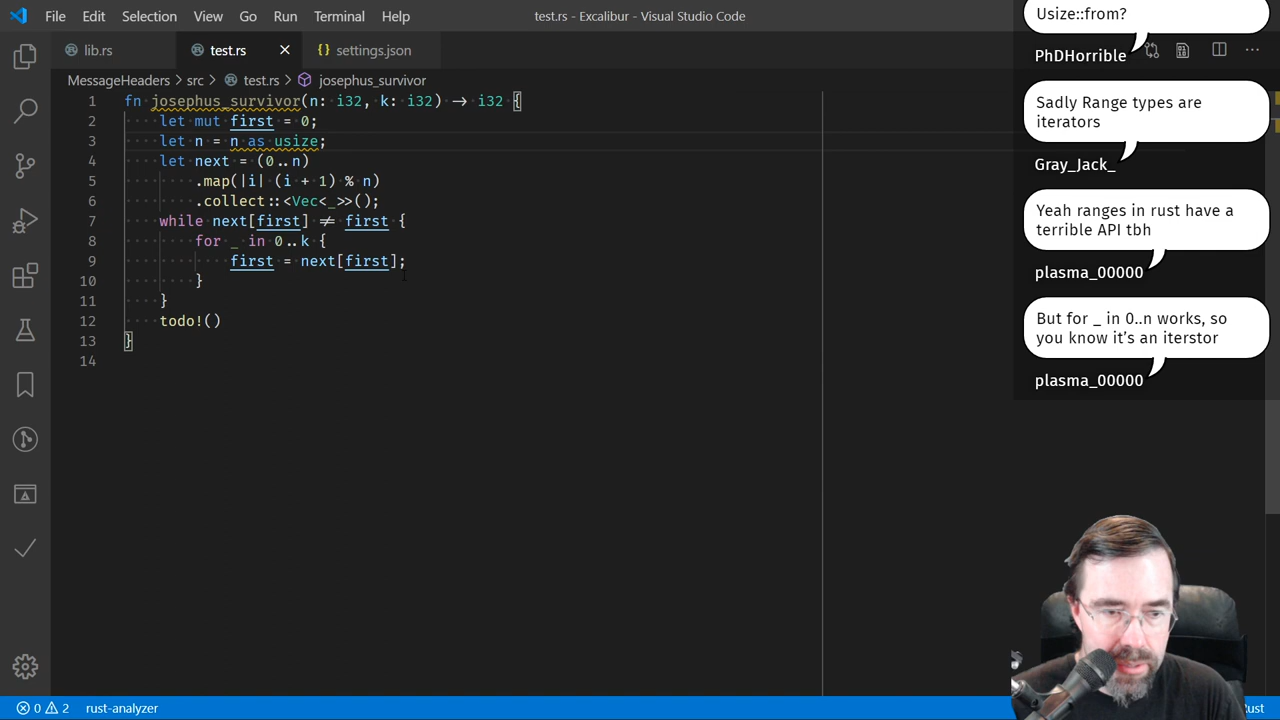 File Edit Selection View Go Run Terminal Help
test.rs - Excalibur - Visual Studio Code
lib.rs
test.rs
{} settings.json
MessageHeaders > src > test.rs > josephus_survivor
1 fn josephus_survivor(n: i32, k: i32) -> i32 {
2 let mut first = 0;
3 let n = n as usize;
4 let next = (0..n)
5 .map(|i| (i + 1) % n)
6 .collect::<Vec<_>>();
7 while next[first] != first {
8 for _ in 0..k {
9 first = next[first];
10 }
11 }
12 todo!()
13 }
14
Usize::from?
PhDHorrible
Sadly Range types are
iterators
Gray_Jack_
Yeah ranges in rust have a
terrible API tbh
plasma_00000
But for _ in 0..n works, so
you know it’s an iterstor
plasma_00000
0 2 rust-analyzer
Rust